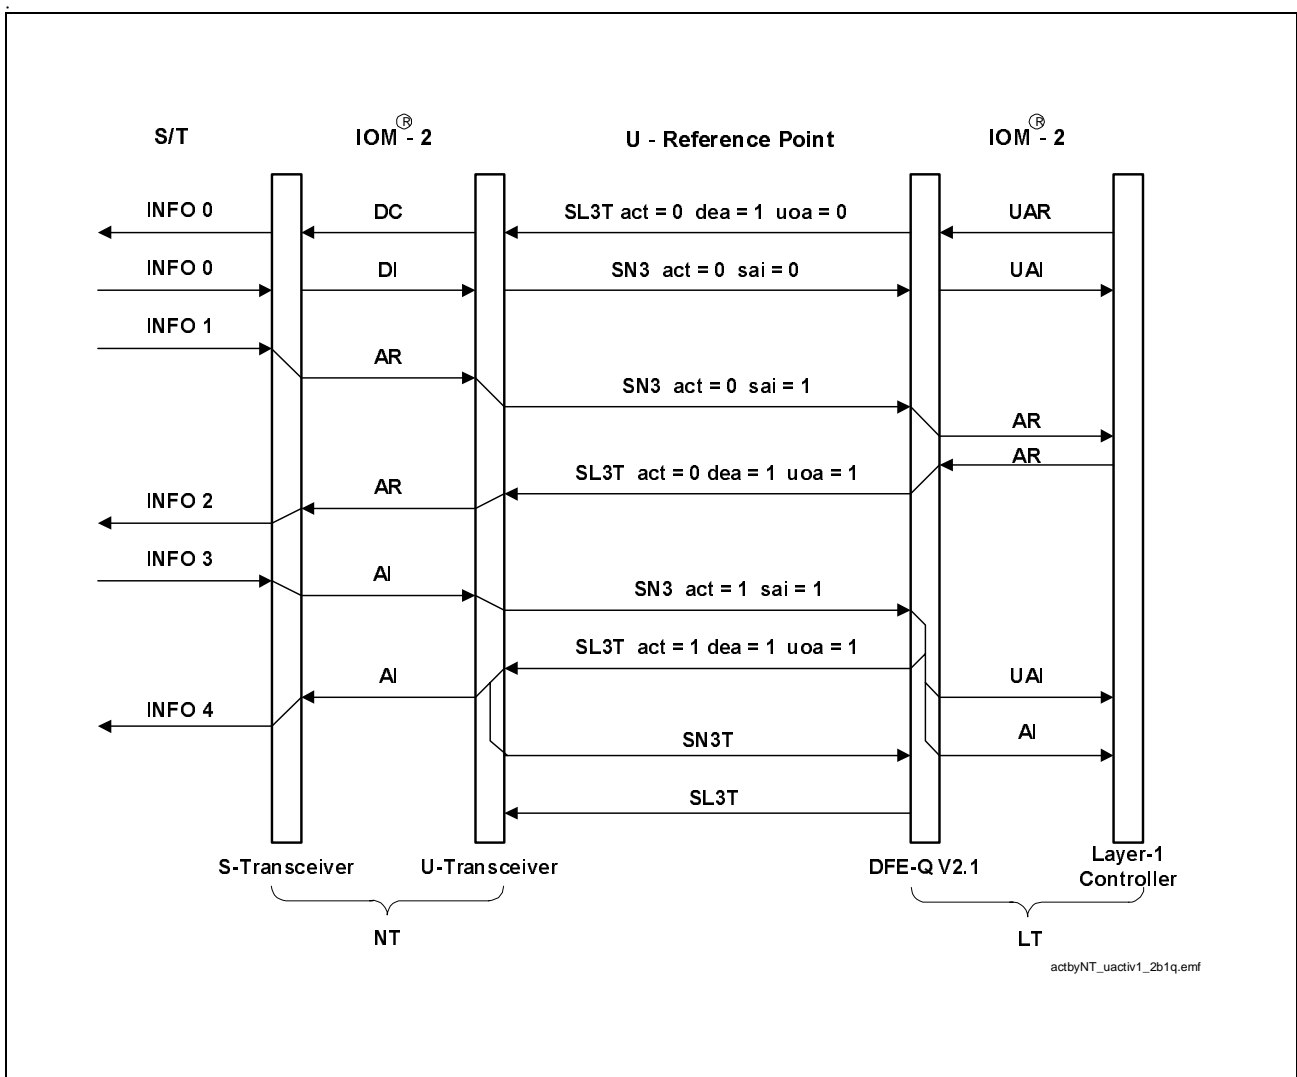 .
S/T IOM®-2 U - Reference Point IOM®-2
INFO 0 DC SL3T act = 0 dea = 1 uoa = 0 UAR
INFO 0 DI SN3 act = 0 sai = 0 UAI
INFO 1
AR
SN3 act = 0 sai = 1
AR
AR
SL3T act = 0 dea = 1 uoa = 1
AR
INFO 2
INFO 3
AI
SN3 act = 1 sai = 1
SL3T act = 1 dea = 1 uoa = 1
AI UAI
INFO 4
AI
SN3T
SL3T
S-Transceiver U-Transceiver DFE-Q V2.1 Layer-1
Controller
NT LT
actbyNT_uactiv1_2b1q.emf